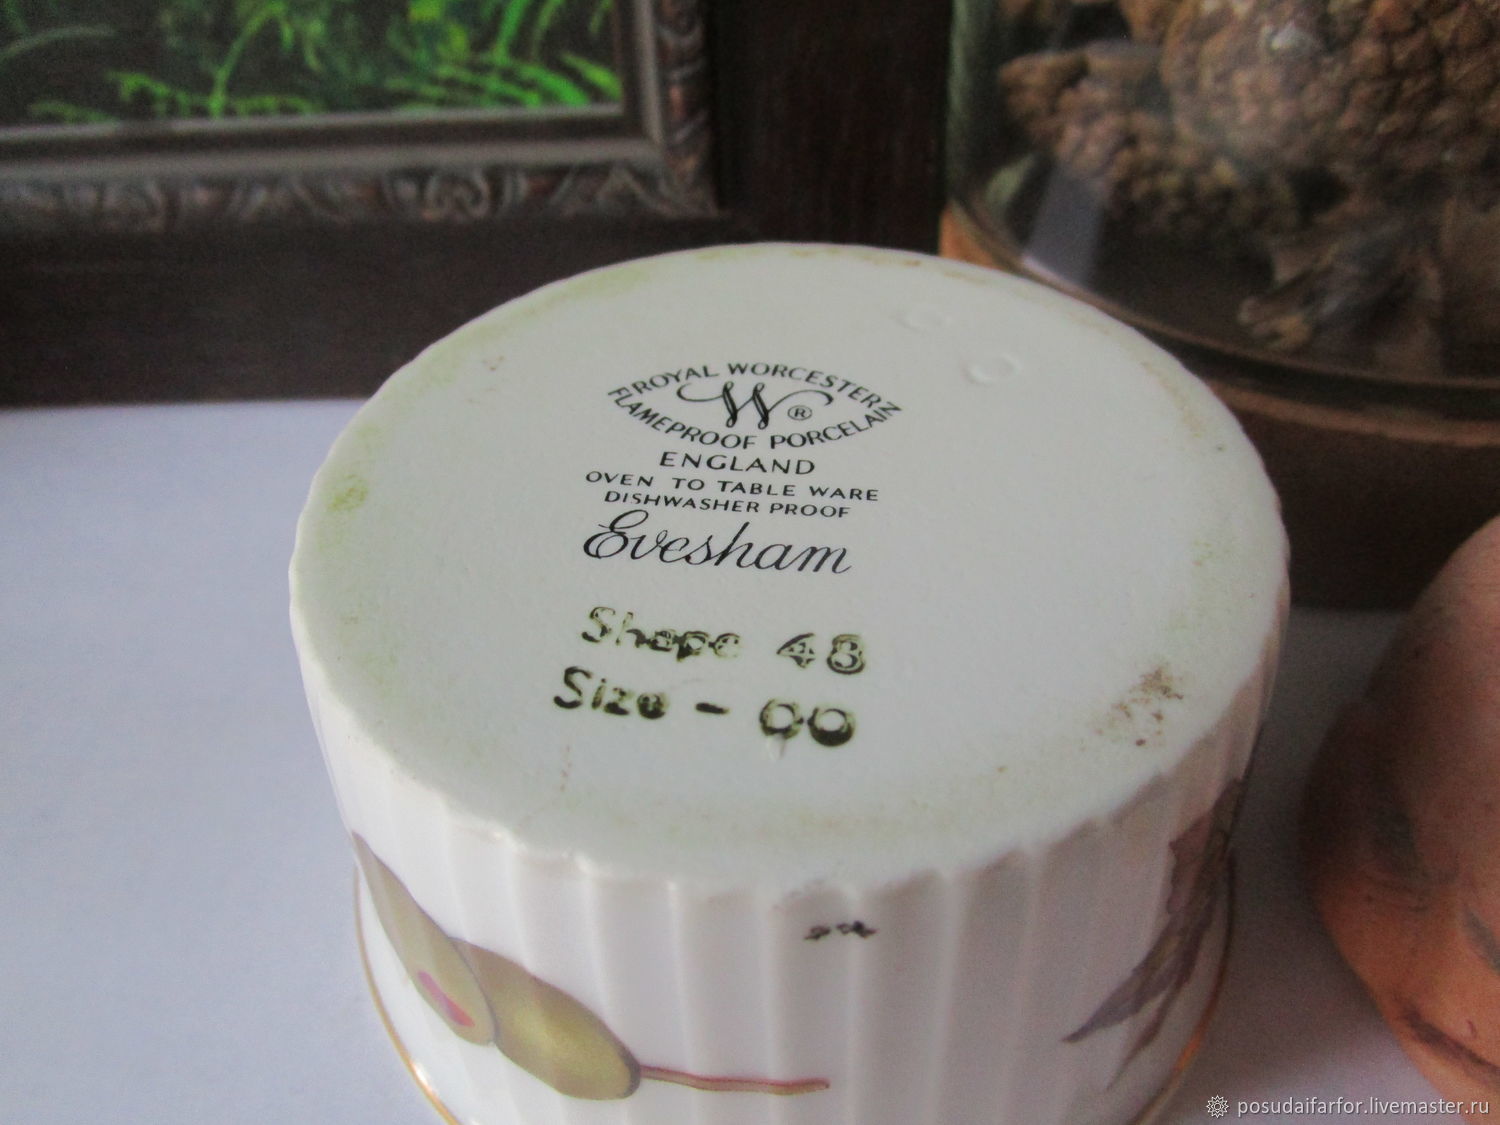 ROYAL WORCESTER
W ®
FLAMEPROOF PORCELAIN
ENGLAND
OVEN TO TABLE WARE
DISHWASHER PROOF
Evesham
Shape 48
Size - 00
posudaifarfor.livemaster.ru